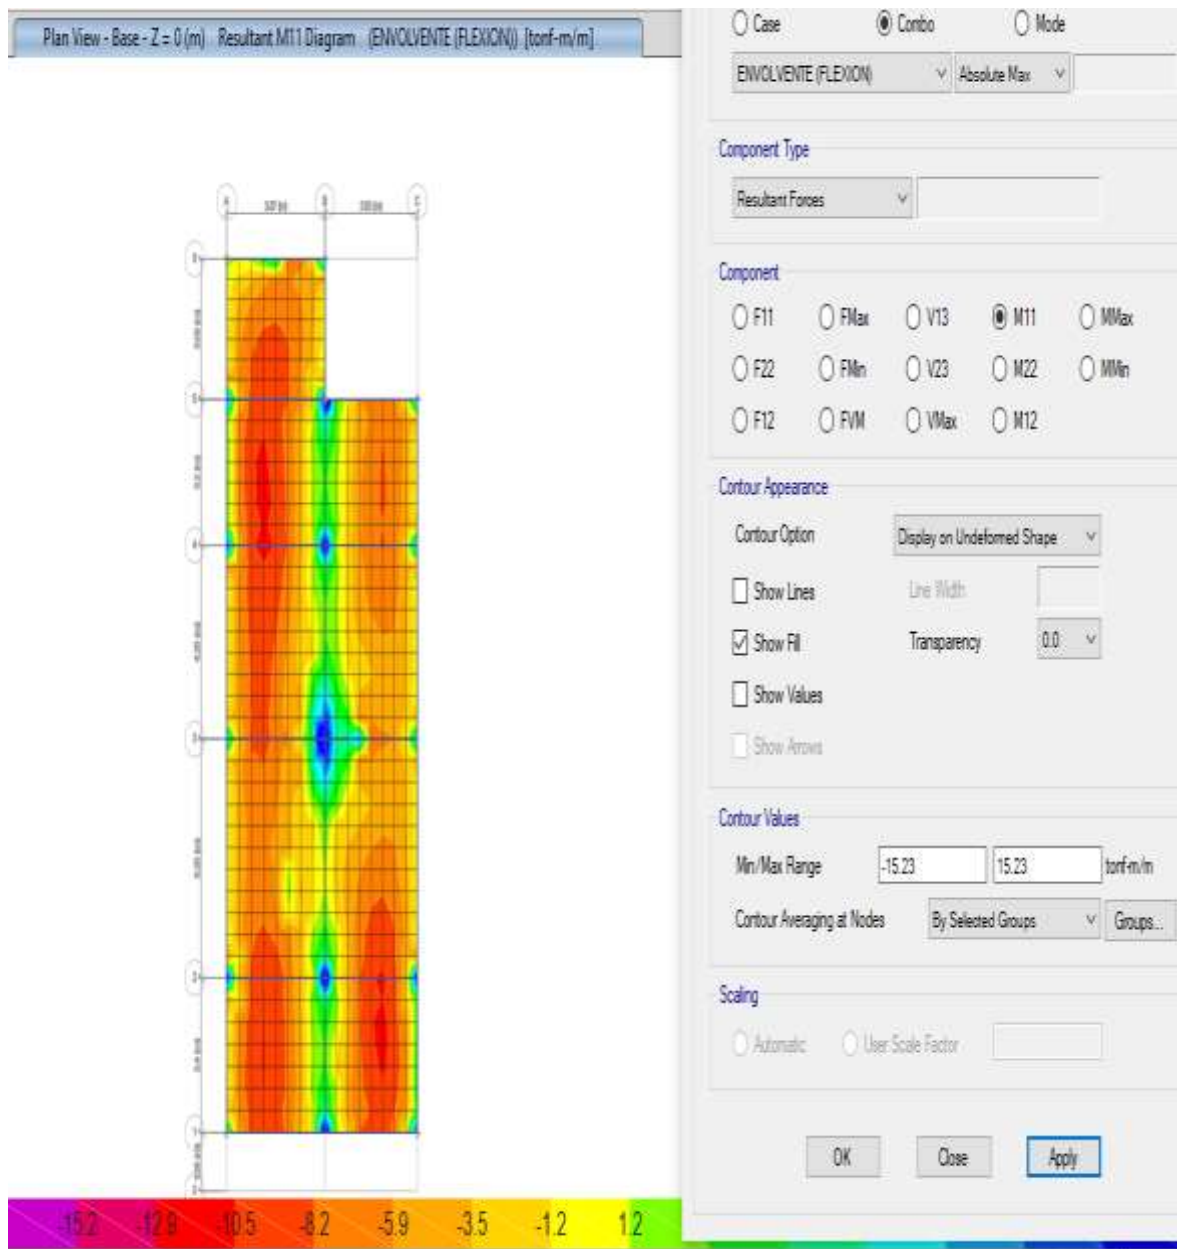 Plan View - Base - Z = 0 (m) Resultant M11 Diagram (ENVOLVENTE (FLEXION)) [tonf-m/m]
Case Combo Mode
ENVOLVENTE (FLEXION) Absolute Max
Component Type
Resultant Forces
Component
F11 FMax V13 M11 MMax
F22 FMin V23 M22 MMin
F12 FVM VMax M12
Contour Appearance
Contour Option Display on Undeformed Shape
Show Lines Line Width
Show Fill Transparency 0.0
Show Values
Show Arrows
Contour Values
Min/Max Range -15.23 15.23 tonf-m/m
Contour Averaging at Nodes By Selected Groups Groups...
Scaling
Automatic User Scale Factor
OK Close Apply
-15.2 -12.9 -10.5 -8.2 -5.9 -3.5 -1.2 1.2